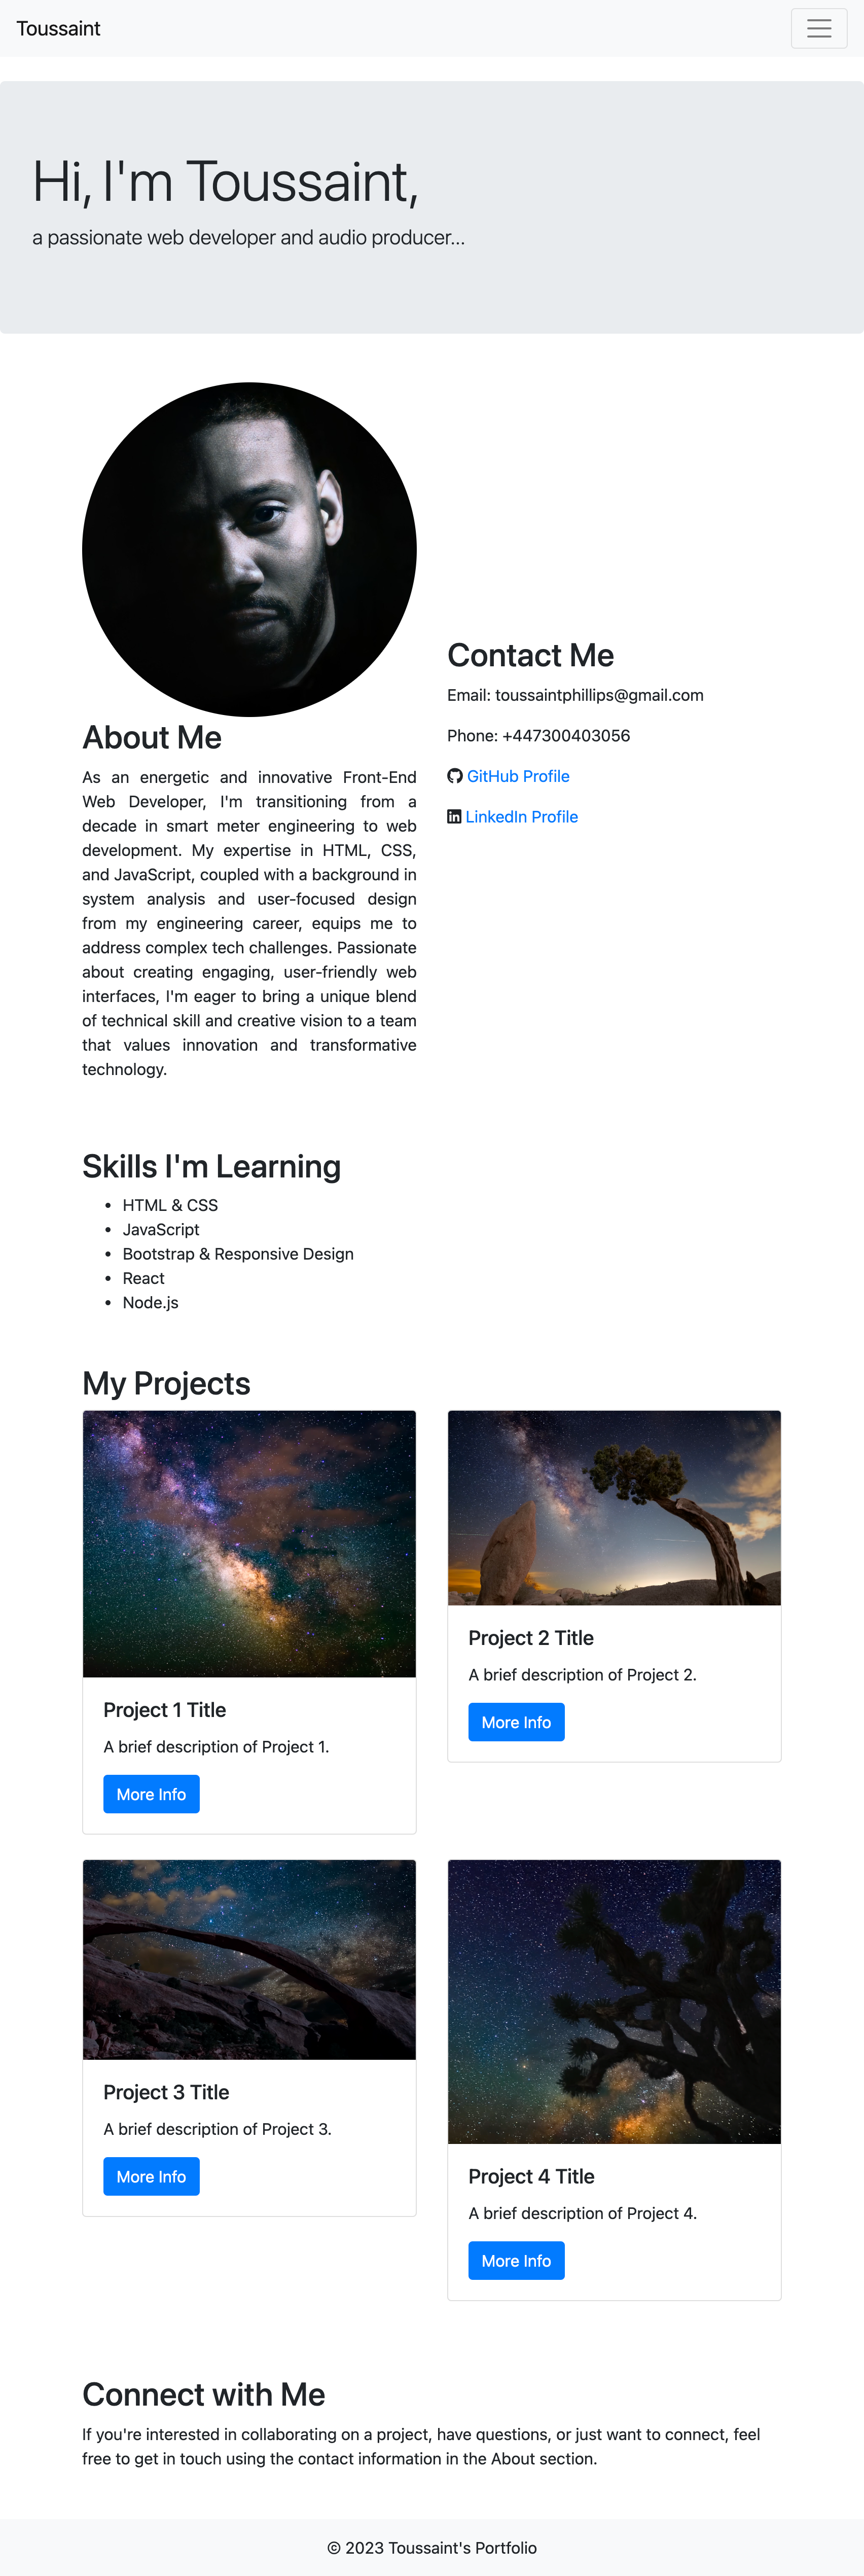 Toussaint
Hi, I'm Toussaint,
a passionate web developer and audio producer...
About Me
As an energetic and innovative Front-End
Web Developer, I'm transitioning from a
decade in smart meter engineering to web
development. My expertise in HTML, CSS,
and JavaScript, coupled with a background in
system analysis and user-focused design
from my engineering career, equips me to
address complex tech challenges. Passionate
about creating engaging, user-friendly web
interfaces, I'm eager to bring a unique blend
of technical skill and creative vision to a team
that values innovation and transformative
technology.
Contact Me
Email: toussaintphillips@gmail.com
Phone: +447300403056
GitHub Profile
LinkedIn Profile
Skills I'm Learning
• HTML & CSS
• JavaScript
• Bootstrap & Responsive Design
• React
• Node.js
My Projects
Project 1 Title
A brief description of Project 1.
More Info
Project 2 Title
A brief description of Project 2.
More Info
Project 3 Title
A brief description of Project 3.
More Info
Project 4 Title
A brief description of Project 4.
More Info
Connect with Me
If you're interested in collaborating on a project, have questions, or just want to connect, feel
free to get in touch using the contact information in the About section.
© 2023 Toussaint's Portfolio